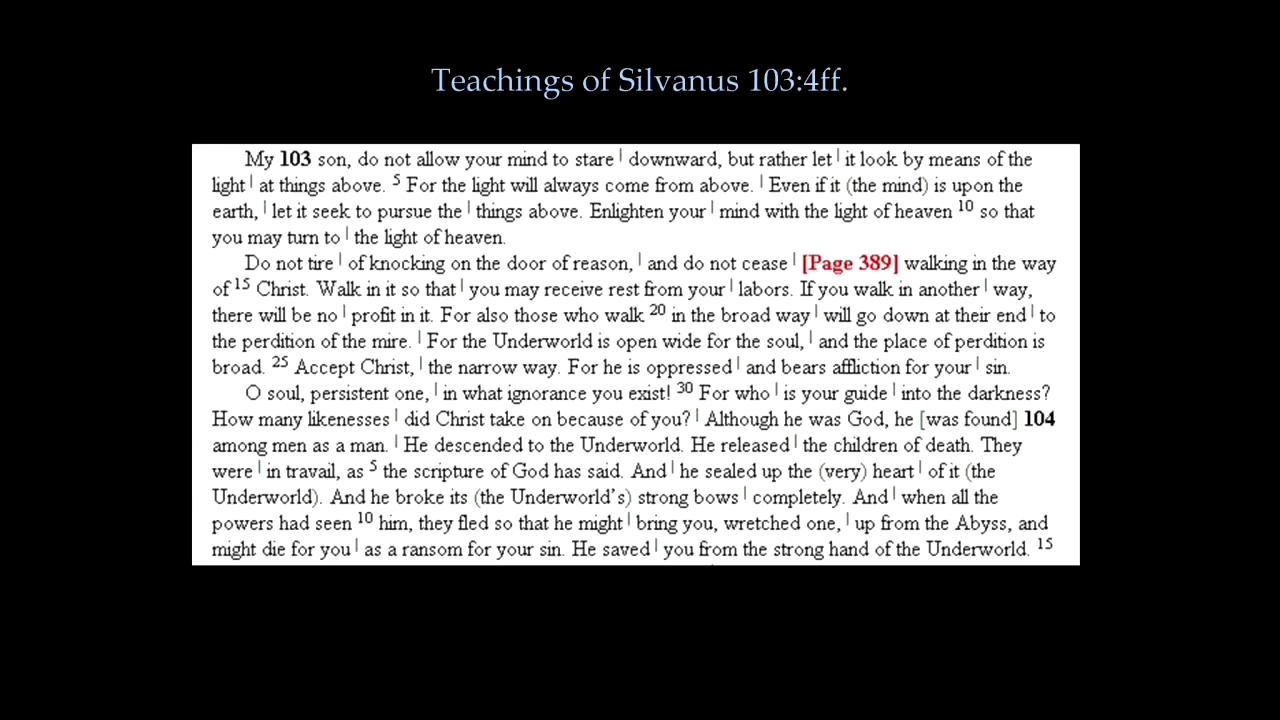 Teachings of Silvanus 103:4ff.
My 103 son, do not allow your mind to stare | downward, but rather let | it look by means of the
light | at things above. 5 For the light will always come from above. | Even if it (the mind) is upon the
earth, | let it seek to pursue the | things above. Enlighten your | mind with the light of heaven 10 so that
you may turn to | the light of heaven.
Do not tire | of knocking on the door of reason, | and do not cease | [Page 389] walking in the way
of 15 Christ. Walk in it so that | you may receive rest from your | labors. If you walk in another | way,
there will be no | profit in it. For also those who walk 20 in the broad way | will go down at their end | to
the perdition of the mire. | For the Underworld is open wide for the soul, | and the place of perdition is
broad. 25 Accept Christ, | the narrow way. For he is oppressed | and bears affliction for your | sin.
O soul, persistent one, | in what ignorance you exist! 30 For who | is your guide | into the darkness?
How many likenesses | did Christ take on because of you? | Although he was God, he [was found] 104
among men as a man. | He descended to the Underworld. He released | the children of death. They
were | in travail, as 5 the scripture of God has said. And | he sealed up the (very) heart | of it (the
Underworld). And he broke its (the Underworld's) strong bows | completely. And | when all the
powers had seen 10 him, they fled so that he might | bring you, wretched one, | up from the Abyss, and
might die for you | as a ransom for your sin. He saved | you from the strong hand of the Underworld. 15